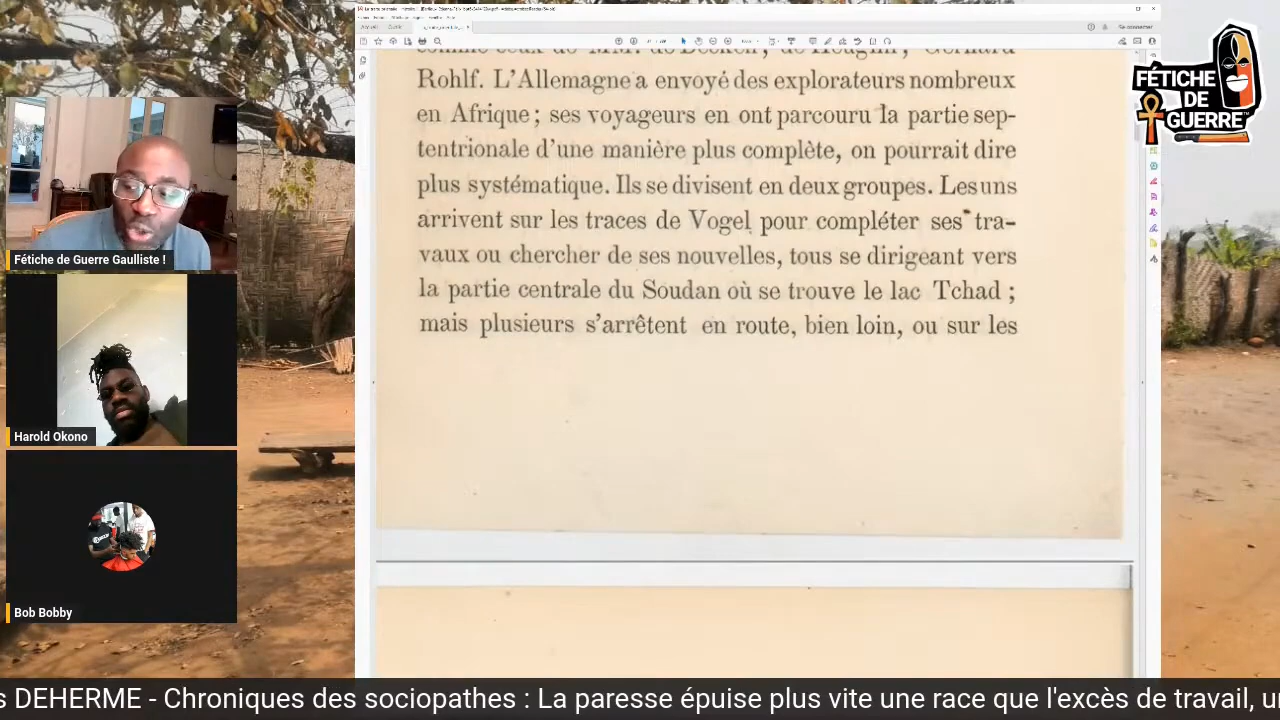 Rohlf. L'Allemagne a envoyé des explorateurs nombreux
en Afrique ; ses voyageurs en ont parcouru la partie sep-
tentrionale d'une manière plus complète, on pourrait dire
plus systématique. Ils se divisent en deux groupes. Les uns
arrivent sur les traces de Vogel pour compléter ses tra-
vaux ou chercher de ses nouvelles, tous se dirigeant vers
la partie centrale du Soudan où se trouve le lac Tchad ;
mais plusieurs s'arrêtent en route, bien loin, ou sur les
FÉTICHE
DE
GUERRE
Fétiche de Guerre Gaulliste !
Harold Okono
Bob Bobby
Se connecter
s DEHERME - Chroniques des sociopathes : La paresse épuise plus vite une race que l'excès de travail, u